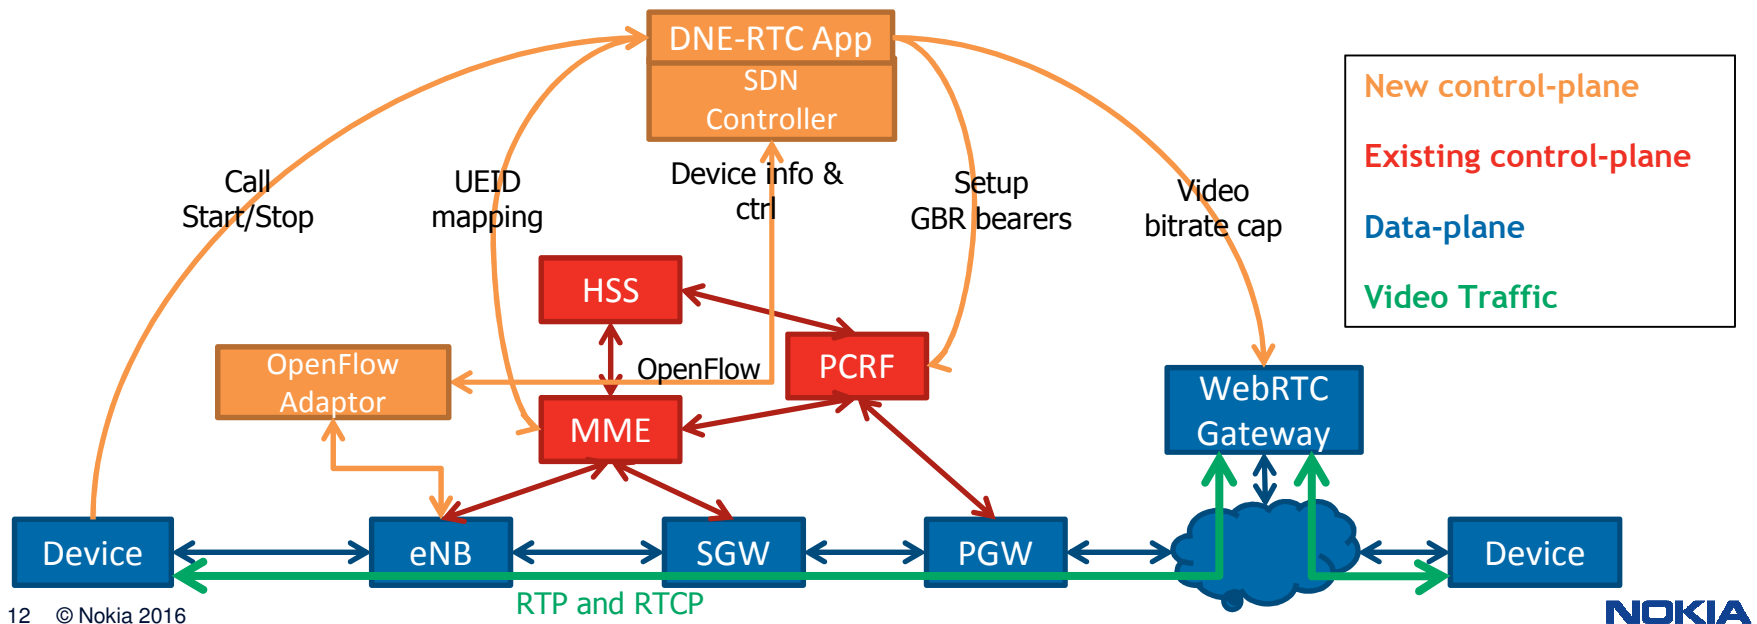 DNE-RTC App
SDN
Controller
New control-plane
Existing control-plane
Data-plane
Video Traffic
Call
Start/Stop
UEID
mapping
Device info &
ctrl
Setup
GBR bearers
Video
bitrate cap
HSS
OpenFlow
Adaptor
OpenFlow
PCRF
MME
WebRTC
Gateway
Device
eNB
SGW
PGW
Device
RTP and RTCP
12 © Nokia 2016
NOKIA